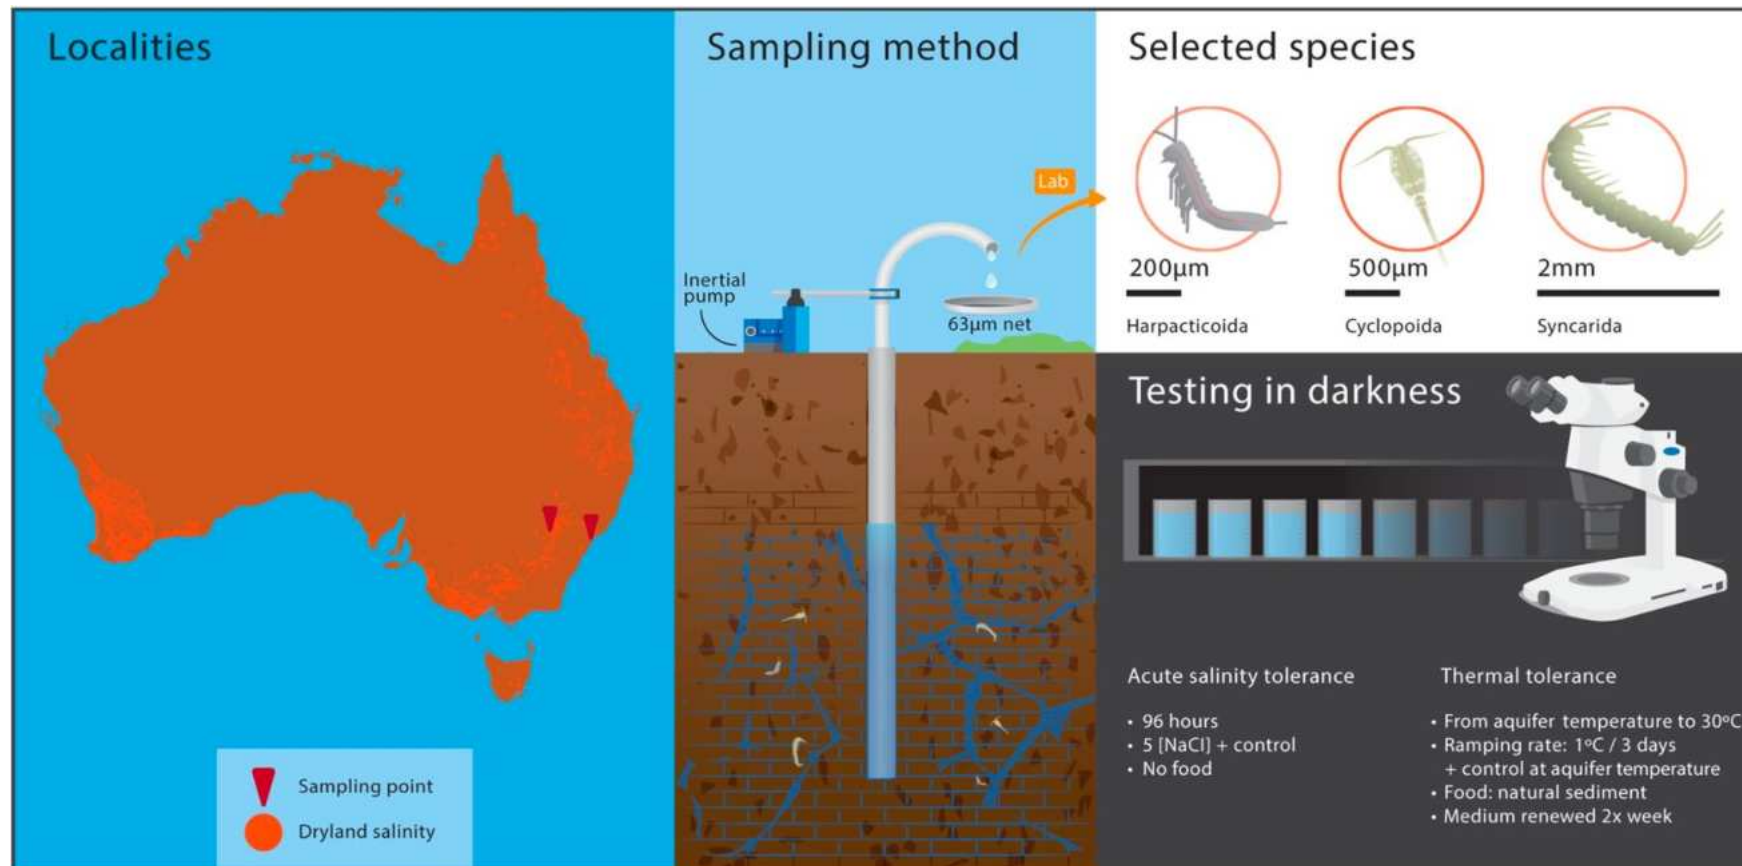 Localities
Sampling point
Dryland salinity
Sampling method
Lab
Inertial
pump
63μm net
Selected species
200μm
500μm
2mm
Harpacticoida
Cyclopoida
Syncarida
Testing in darkness
Acute salinity tolerance
• 96 hours
• 5 [NaCl] + control
• No food
Thermal tolerance
• From aquifer temperature to 30ºC
• Ramping rate: 1ºC / 3 days
+ control at aquifer temperature
• Food: natural sediment
• Medium renewed 2x week